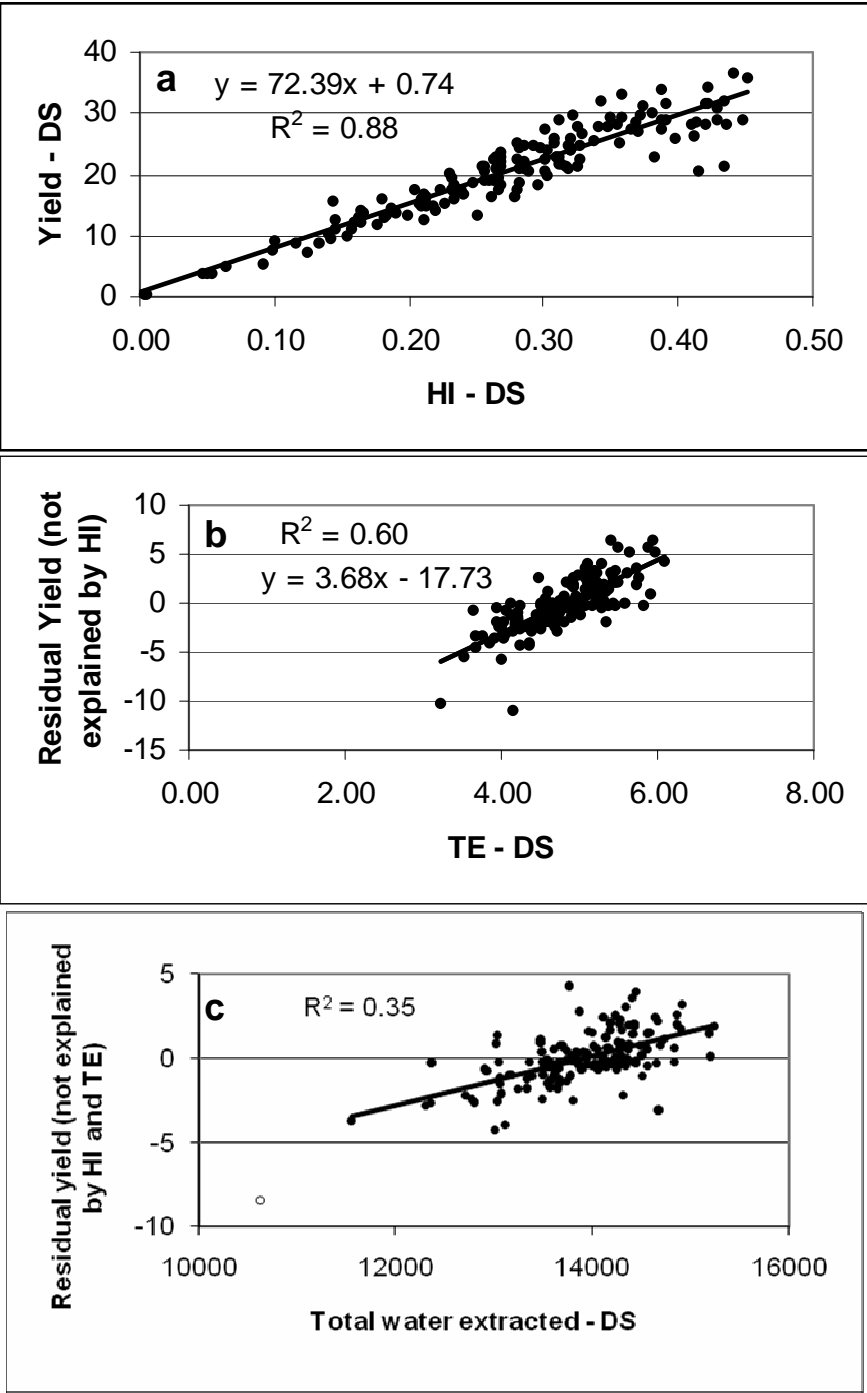 a
y = 72.39x + 0.74
R² = 0.88
Yield - DS
40
30
20
10
0
0.00 0.10 0.20 0.30 0.40 0.50
HI - DS
b
R² = 0.60
y = 3.68x - 17.73
Residual Yield (not
explained by HI)
10
5
0
-5
-10
-15
0.00 2.00 4.00 6.00 8.00
TE - DS
c
R² = 0.35
Residual yield (not explained
by HI and TE)
5
0
-5
-10
10000 12000 14000 16000
Total water extracted - DS